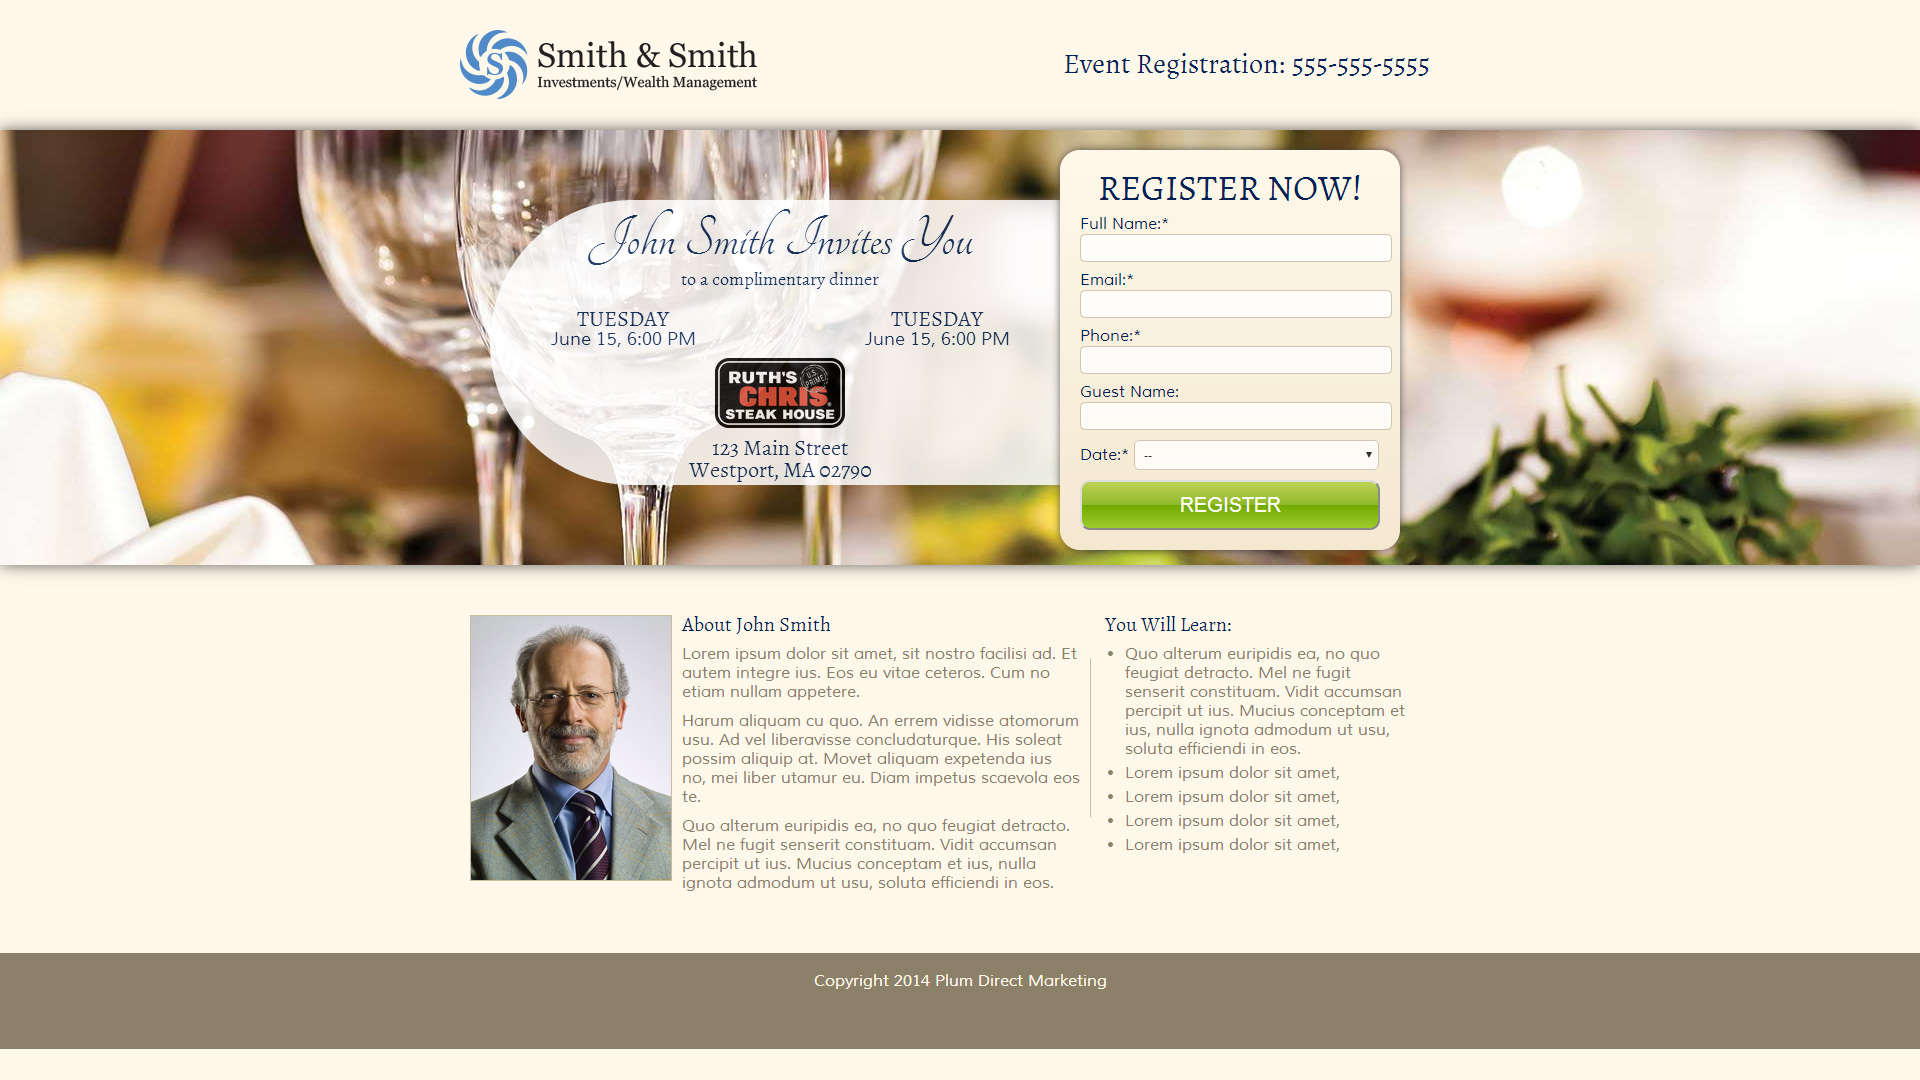 S
Smith & Smith
Investments/Wealth Management
Event Registration: 555-555-5555
John Smith Invites You
to a complimentary dinner
TUESDAY
June 15, 6:00 PM
TUESDAY
June 15, 6:00 PM
RUTH'S
U.S.
PRIME
CHRIS
STEAK HOUSE®
123 Main Street
Westport, MA 02790
REGISTER NOW!
Full Name:*
Email:*
Phone:*
Guest Name:
Date:* --
REGISTER
About John Smith
Lorem ipsum dolor sit amet, sit nostro facilisi ad. Et
autem integre ius. Eos eu vitae ceteros. Cum no
etiam nullam appetere.
Harum aliquam cu quo. An errem vidisse atomorum
usu. Ad vel liberavisse concludaturque. His soleat
possim aliquip at. Movet aliquam expetenda ius
no, mei liber utamur eu. Diam impetus scaevola eos
te.
Quo alterum euripidis ea, no quo feugiat detracto.
Mel ne fugit senserit constituam. Vidit accumsan
percipit ut ius. Mucius conceptam et ius, nulla
ignota admodum ut usu, soluta efficiendi in eos.
You Will Learn:
• Quo alterum euripidis ea, no quo
feugiat detracto. Mel ne fugit
senserit constituam. Vidit accumsan
percipit ut ius. Mucius conceptam et
ius, nulla ignota admodum ut usu,
soluta efficiendi in eos.
• Lorem ipsum dolor sit amet,
• Lorem ipsum dolor sit amet,
• Lorem ipsum dolor sit amet,
• Lorem ipsum dolor sit amet,
Copyright 2014 Plum Direct Marketing